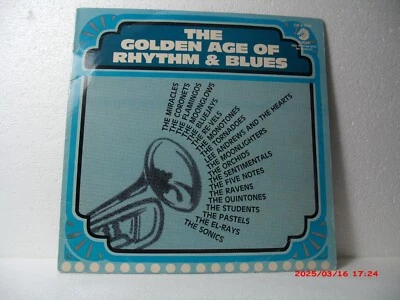 THE
GOLDEN AGE OF
RHYTHM & BLUES
THE MIRACLES
THE CORONETS
THE FLAMINGOS
THE MOONGLOWS
THE BLUEJAYS
THE RE-VELS
THE MONOTONES
THE TORNADOES
LEE ANDREWS AND THE HEARTS
THE MOONLIGHTERS
THE ORCHIDS
THE SENTIMENTALS
THE FIVE NOTES
THE RAVENS
THE QUINTONES
THE STUDENTS
THE PASTELS
THE EL-RAYS
THE SONICS
2025/03/16 17:24